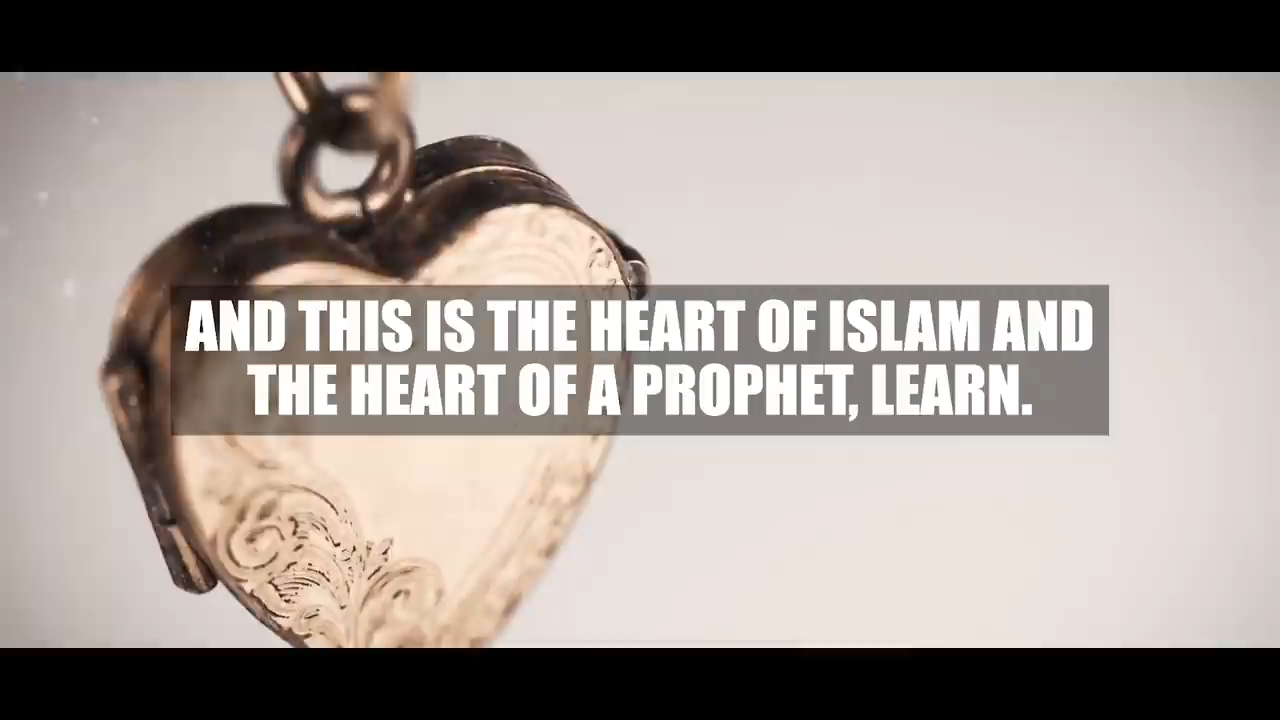 AND THIS IS THE HEART OF ISLAM AND
THE HEART OF A PROPHET, LEARN.